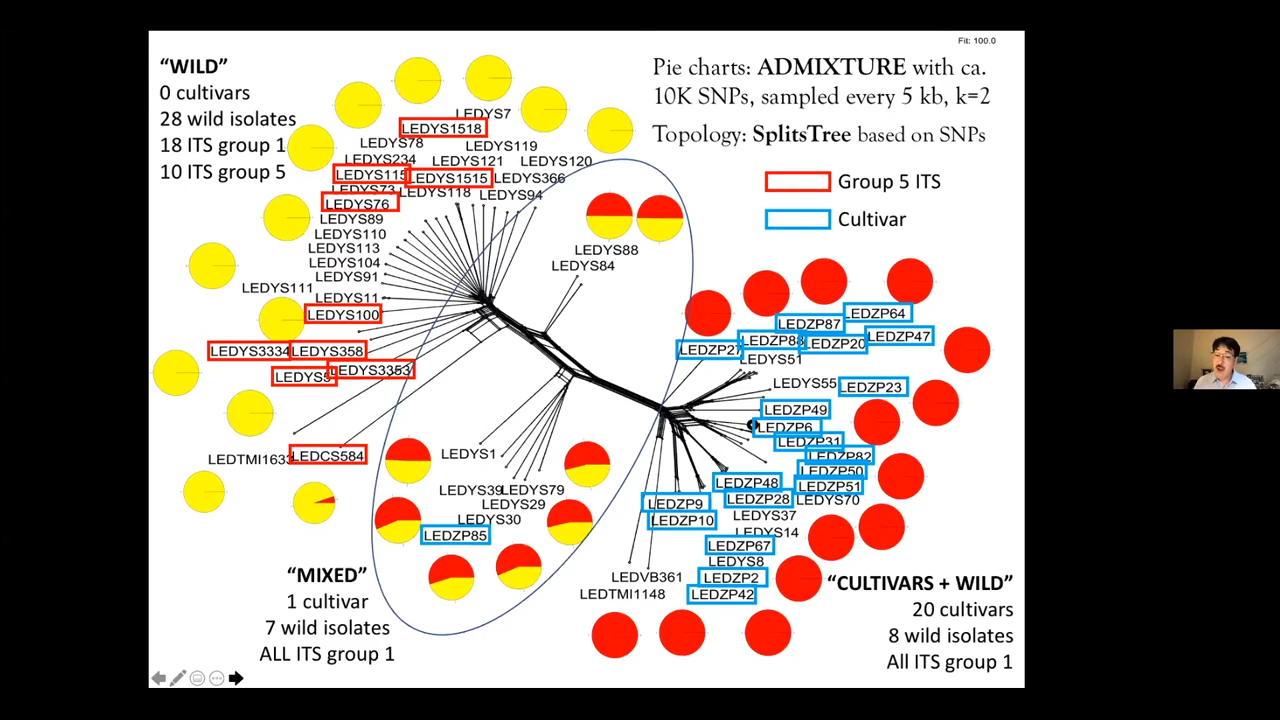 Fit: 100.0
“WILD”
0 cultivars
28 wild isolates
18 ITS group 1
10 ITS group 5
Pie charts: ADMIXTURE with ca.
10K SNPs, sampled every 5 kb, k=2
Topology: SplitsTree based on SNPs
Group 5 ITS
Cultivar
LEDYS7
LEDYS1518
LEDYS78
LEDYS119
LEDYS234
LEDYS121
LEDYS120
LEDYS115
LEDYS1515
LEDYS366
LEDYS73
LEDYS118
LEDYS94
LEDYS76
LEDYS89
LEDYS110
LEDYS113
LEDYS104
LEDYS91
LEDYS111
LEDYS11
LEDYS100
LEDYS3334
LEDYS358
LEDYS5
LEDYS3353
LEDTMI1633
LEDCS584
LEDYS88
LEDYS84
LEDYS1
LEDYS39
LEDYS79
LEDYS29
LEDYS30
LEDZP85
LEDZP64
LEDZP87
LEDZP47
LEDZP88
LEDZP20
LEDZP27
LEDYS51
LEDYS55
LEDZP23
LEDZP49
LEDZP6
LEDZP31
LEDZP82
LEDZP50
LEDZP48
LEDZP51
LEDZP9
LEDZP28
LEDYS70
LEDZP10
LEDYS37
LEDYS14
LEDZP67
LEDYS8
LEDVB361
LEDZP2
LEDTMI1148
LEDZP42
“MIXED”
1 cultivar
7 wild isolates
ALL ITS group 1
“CULTIVARS + WILD”
20 cultivars
8 wild isolates
All ITS group 1